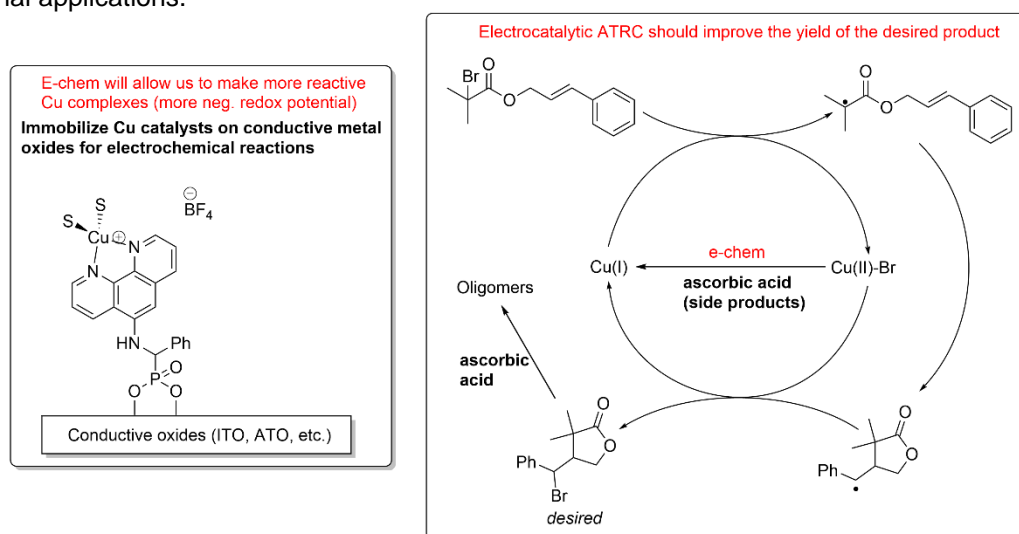 nal applications.
E-chem will allow us to make more reactive
Cu complexes (more neg. redox potential)
Immobilize Cu catalysts on conductive metal
oxides for electrochemical reactions
S
S
Cu
⊕
N
N
⊖
BF4
HN
Ph
P
O
O
O
Conductive oxides (ITO, ATO, etc.)
Electrocatalytic ATRC should improve the yield of the desired product
Br
O
O
O
O
Cu(I)
e-chem
ascorbic acid
(side products)
Cu(II)-Br
Oligomers
ascorbic
acid
O
O
Ph
Br
desired
O
O
Ph